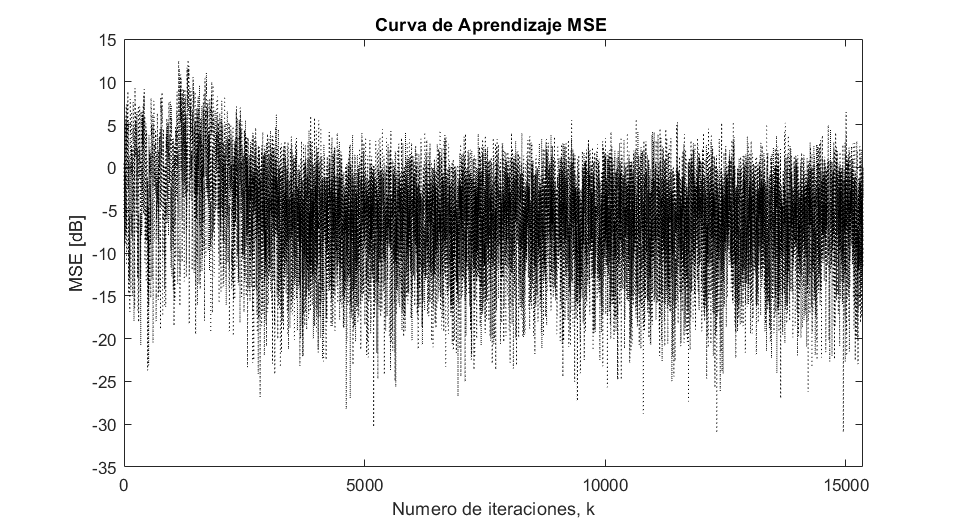 Curva de Aprendizaje MSE
15
10
5
0
-5
-10
-15
-20
-25
-30
-35
MSE [dB]
0 5000 10000 15000
Numero de iteraciones, k